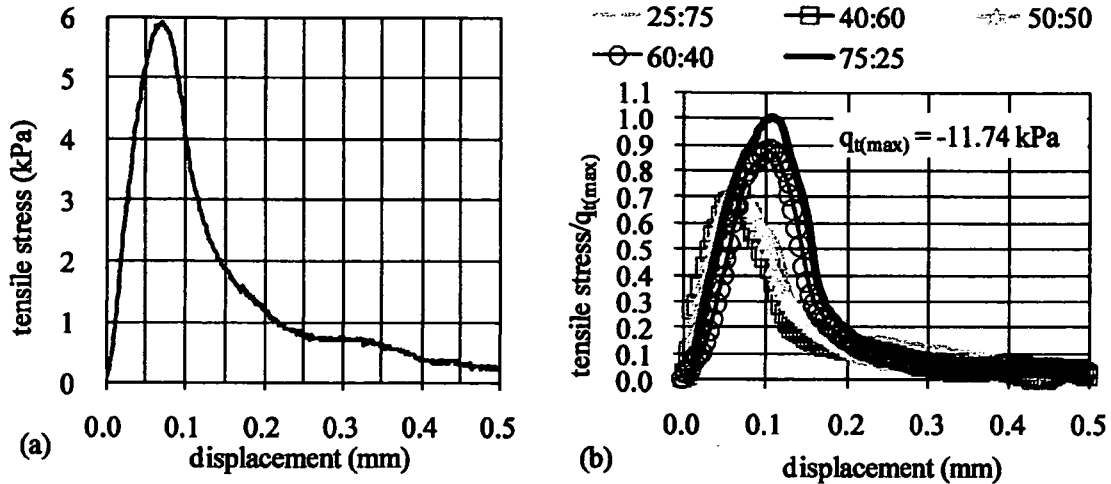 6
5
4
3
2
1
0
tensile stress (kPa)
0.0 0.1 0.2 0.3 0.4 0.5
displacement (mm)
(a)
25:75 40:60 50:50
60:40 75:25
1.1
1.0
0.9
0.8
0.7
0.6
0.5
0.4
0.3
0.2
0.1
0.0
tensile stress/qt(max)
qt(max) = -11.74 kPa
0.0 0.1 0.2 0.3 0.4 0.5
displacement (mm)
(b)